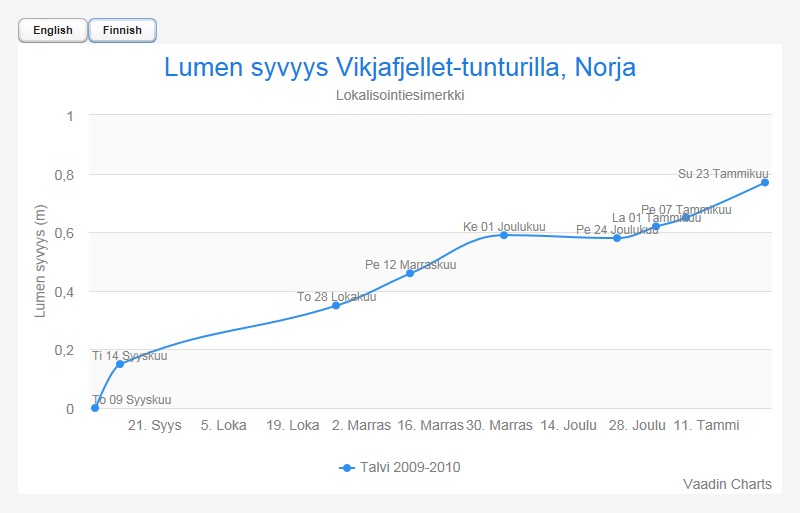 English Finnish
Lumen syvyys Vikjafjellet-tunturilla, Norja
Lokalisointiesimerkki
Lumen syvyys (m)
1
0,8
0,6
0,4
0,2
0
To 09 Syyskuu
Ti 14 Syyskuu
To 28 Lokakuu
Pe 12 Marraskuu
Ke 01 Joulukuu
Pe 24 Joulukuu
La 01 Tammikuu
Pe 07 Tammikuu
Su 23 Tammikuu
21. Syys 5. Loka 19. Loka 2. Marras 16. Marras 30. Marras 14. Joulu 28. Joulu 11. Tammi
Talvi 2009-2010
Vaadin Charts